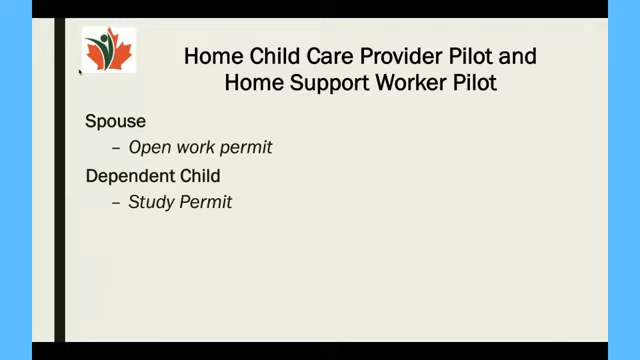 Home Child Care Provider Pilot and
Home Support Worker Pilot
Spouse
– Open work permit
Dependent Child
– Study Permit